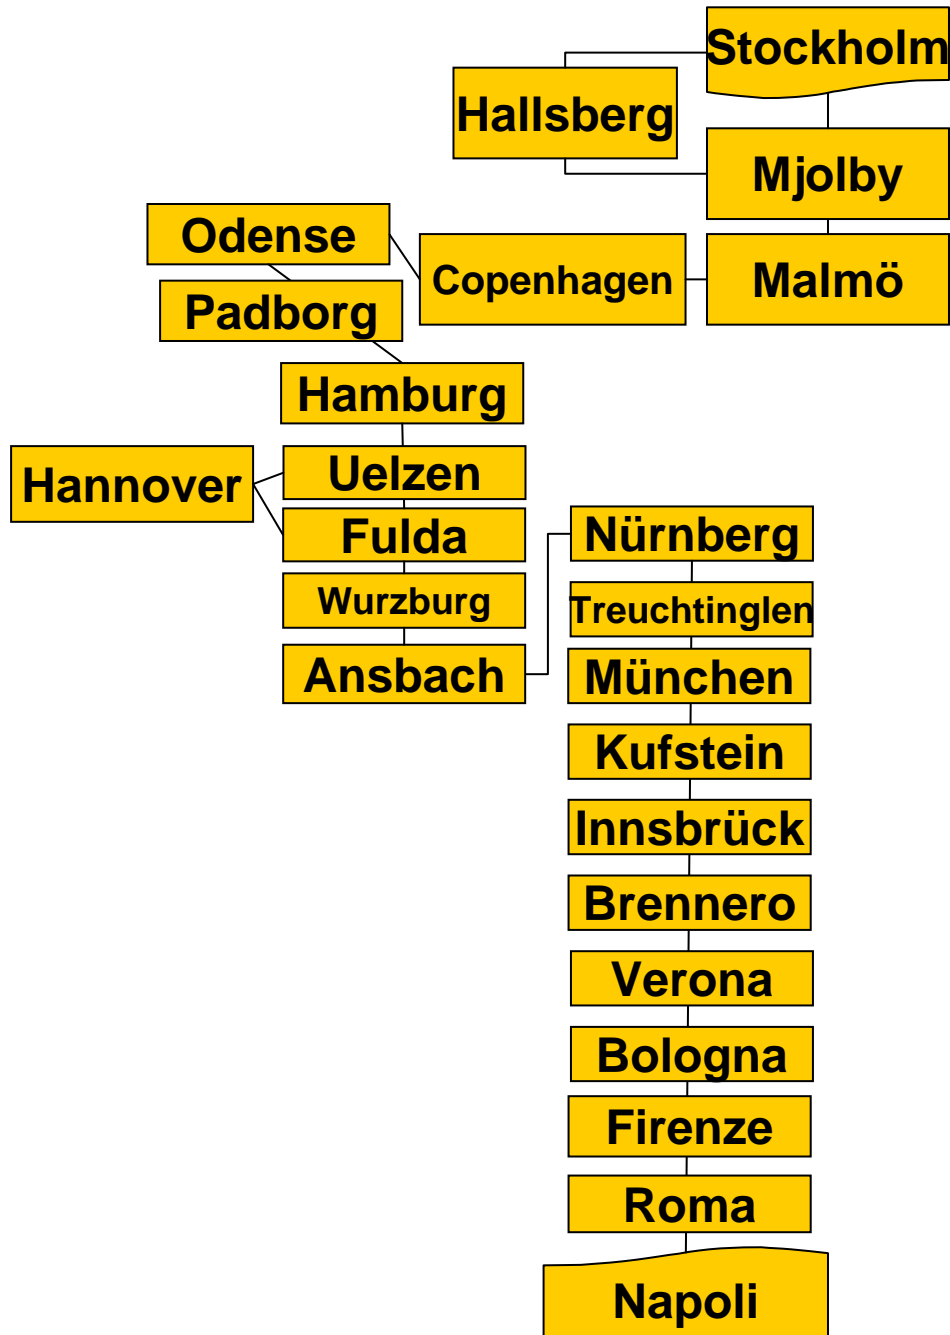 Stockholm
Hallsberg
Mjolby
Odense
Copenhagen
Malmö
Padborg
Hamburg
Hannover
Uelzen
Fulda
Nürnberg
Wurzburg
Treuchtinglen
Ansbach
München
Kufstein
Innsbrück
Brennero
Verona
Bologna
Firenze
Roma
Napoli